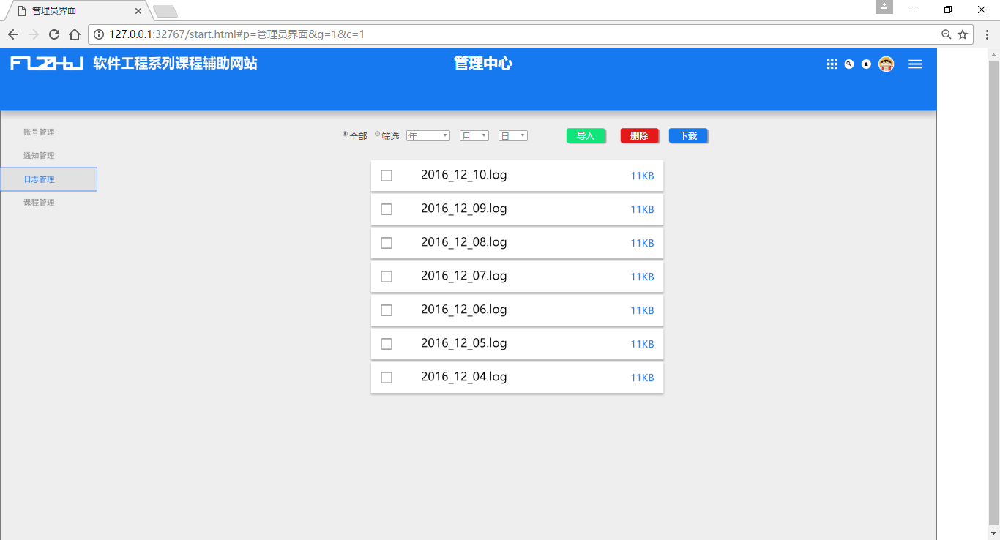 管理员界面
127.0.0.1:32767/start.html#p=管理员界面&g=1&c=1
软件工程系列课程辅助网站
管理中心
账号管理
通知管理
日志管理
课程管理
全部 筛选 年 月 日 导入 删除 下载
2016_12_10.log 11KB
2016_12_09.log 11KB
2016_12_08.log 11KB
2016_12_07.log 11KB
2016_12_06.log 11KB
2016_12_05.log 11KB
2016_12_04.log 11KB